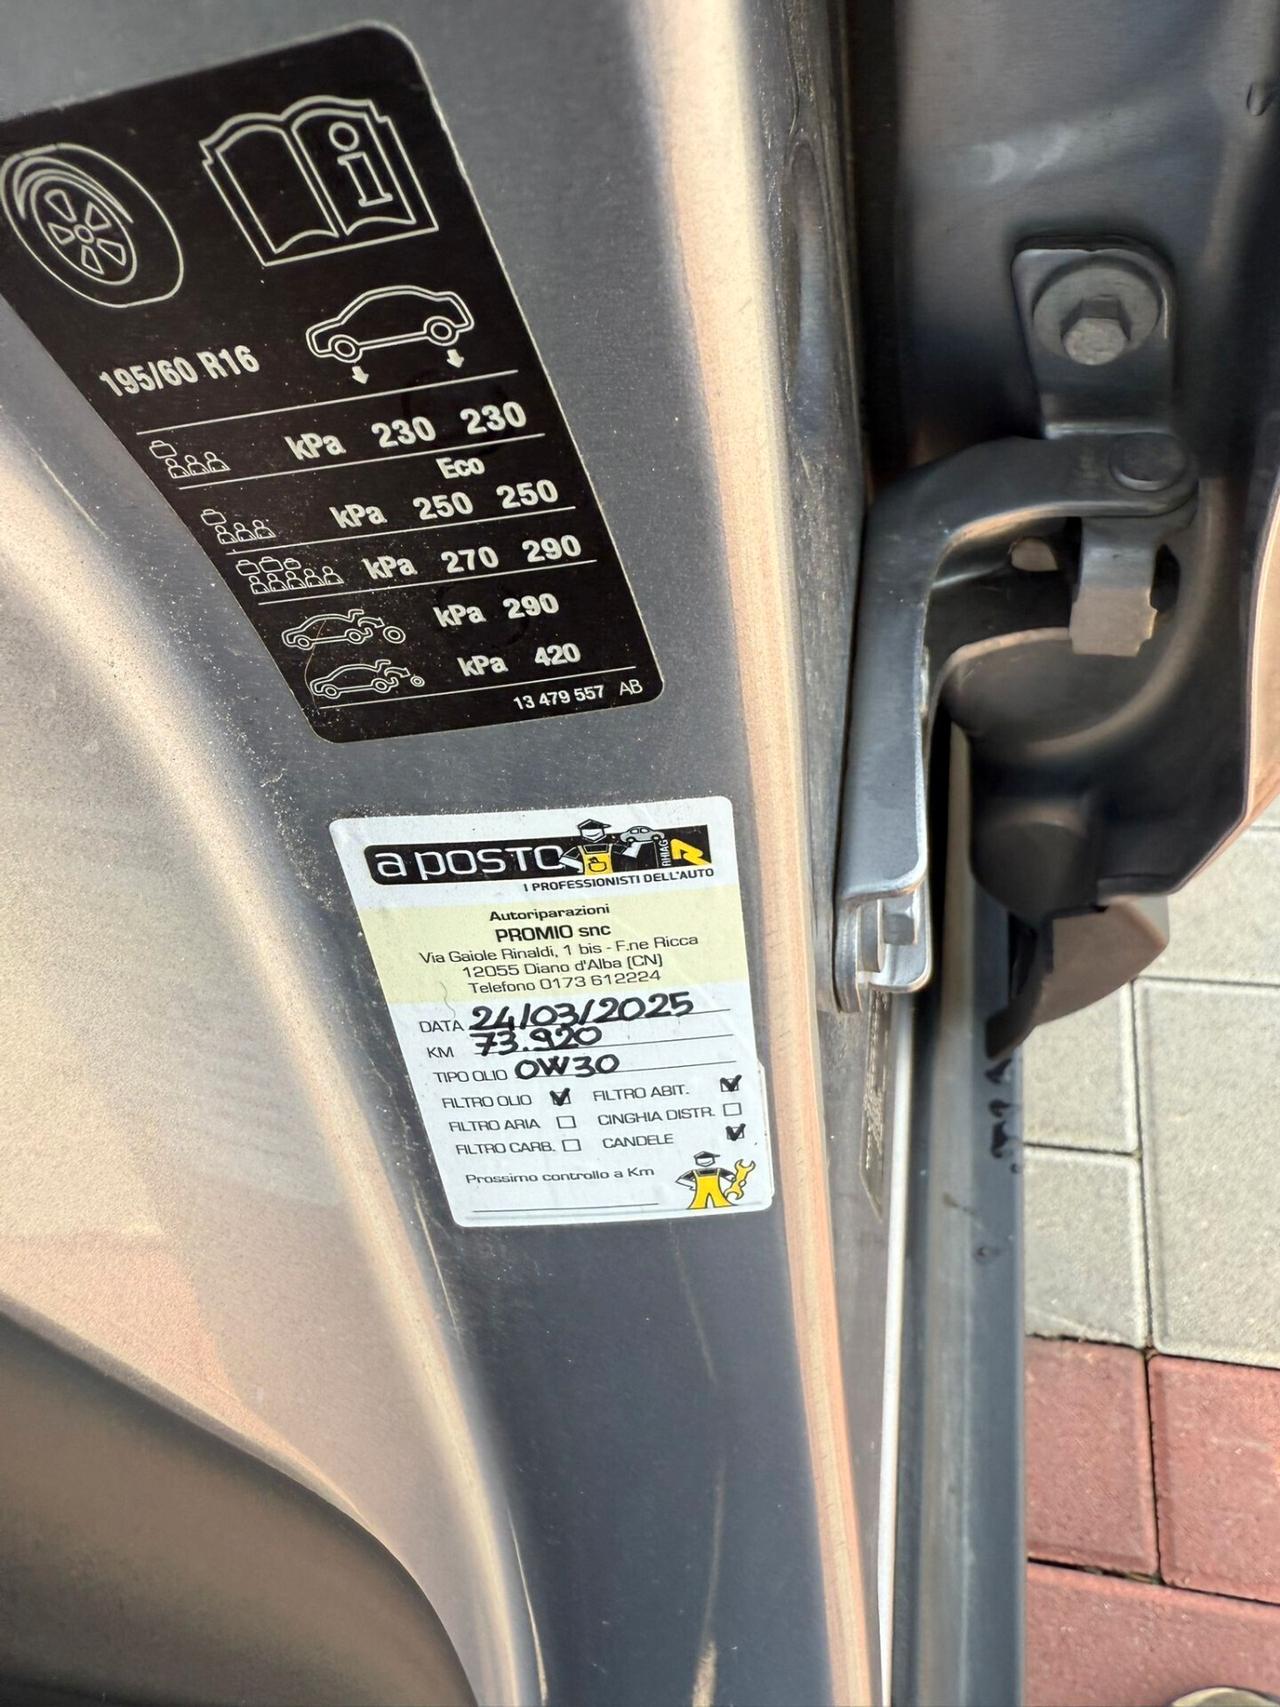 195/60 R16
kPa 230 230
Eco
kPa 250 250
kPa 270 290
kPa 290
kPa 420
13 479 557 AB
a posto
RHIAG
I PROFESSIONISTI DELL'AUTO
Autoriparazioni
PROMIO snc
Via Gaiole Rinaldi, 1 bis - F.ne Ricca
12055 Diano d'Alba (CN)
Telefono 0173 612224
DATA 24/03/2025
KM 73.920
TIPO OLIO 0W30
FILTRO OLIO FILTRO ABIT.
FILTRO ARIA CINGHIA DISTR.
FILTRO CARB. CANDELE
Prossimo controllo a Km